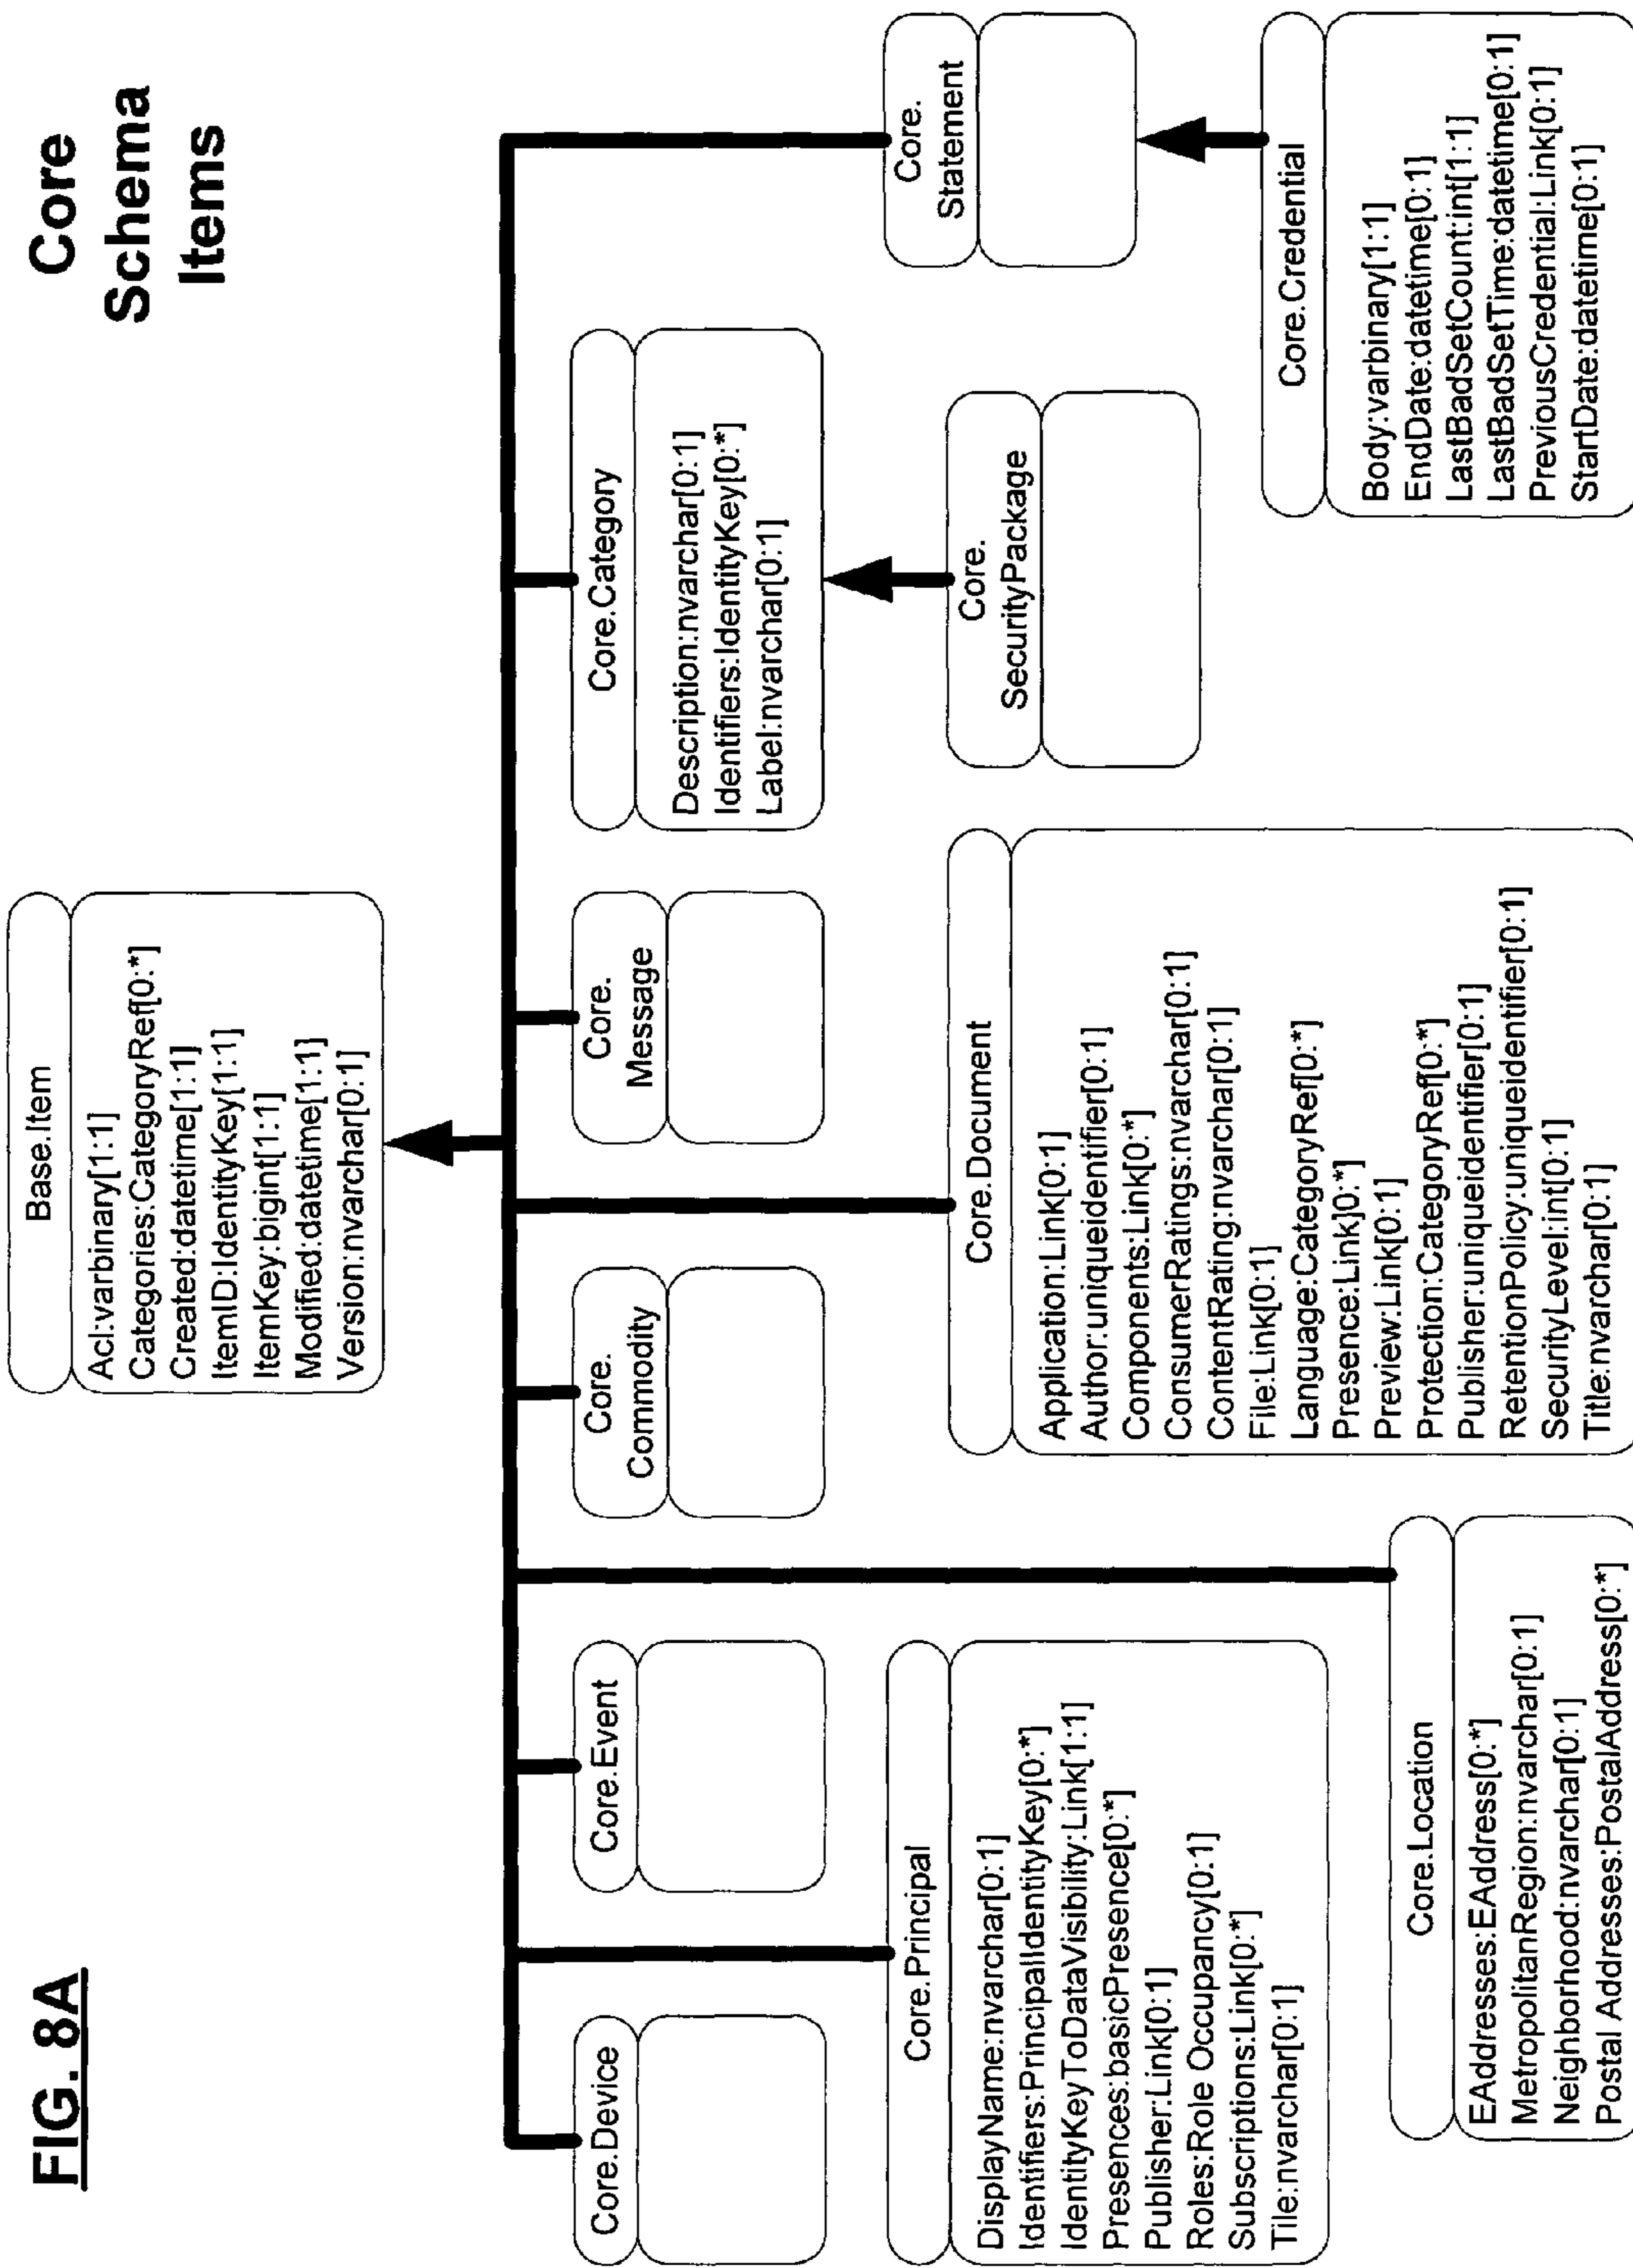 FIG. 8A
Core
Schema
Items
Base.Item
Acl:varbinary[1:1]
Categories:CategoryRef[0:*]
Created:datetime[1:1]
ItemID:IdentityKey[1:1]
ItemKey:bigint[1:1]
Modified:datetime[1:1]
Version:nvarchar[0:1]
Core.Device
Core.Event
Core.
Commodity
Core.
Message
Core.Category
Description:nvarchar[0:1]
Identifiers:IdentityKey[0:*]
Label:nvarchar[0:1]
Core.
Statement
Core.Principal
DisplayName:nvarchar[0:1]
Identifiers:PrincipalIdentityKey[0:*]
IdentityKeyToDataVisibility:Link[1:1]
Presences:basicPresence[0:*]
Publisher:Link[0:1]
Roles:Role Occupancy[0:1]
Subscriptions:Link[0:*]
Tile:nvarchar[0:1]
Core.Document
Application:Link[0:1]
Author:uniqueidentifier[0:1]
Components:Link[0:*]
ConsumerRatings:nvarchar[0:1]
ContentRating:nvarchar[0:1]
File:Link[0:1]
Language:CategoryRef[0:*]
Presence:Link]0:*]
Preview:Link[0:1]
Protection:CategoryRef[0:*]
Publisher:uniqueidentifier[0:1]
RetentionPolicy:uniqueidentifier[0:1]
SecurityLevel:int[0:1]
Title:nvarchar[0:1]
Core.
SecurityPackage
Core.Credential
Body:varbinary[1:1]
EndDate:datetime[0:1]
LastBadSetCount:int[1:1]
LastBadSetTime:datetime[0:1]
PreviousCredential:Link[0:1]
StartDate:datetime[0:1]
Core.Location
EAddresses:EAddress[0:*]
MetropolitanRegion:nvarchar[0:1]
Neighborhood:nvarchar[0:1]
Postal Addresses:PostalAddress[0:*]